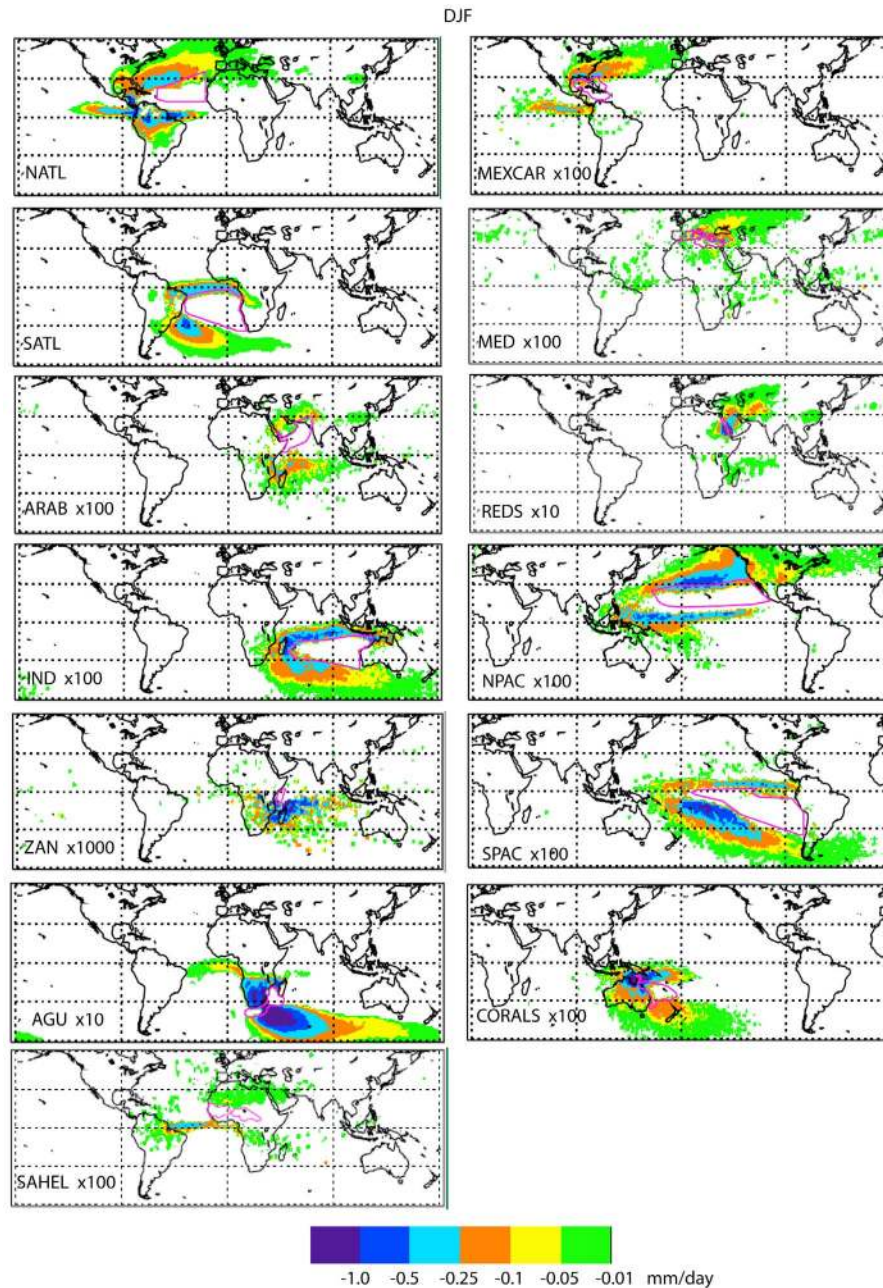 DJF
NATL
MEXCAR x100
SATL
MED x100
ARAB x100
REDS x10
IND x100
NPAC x100
ZAN x1000
SPAC x100
AGU x10
CORALS x100
SAHEL x100
-1.0 -0.5 -0.25 -0.1 -0.05 -0.01 mm/day